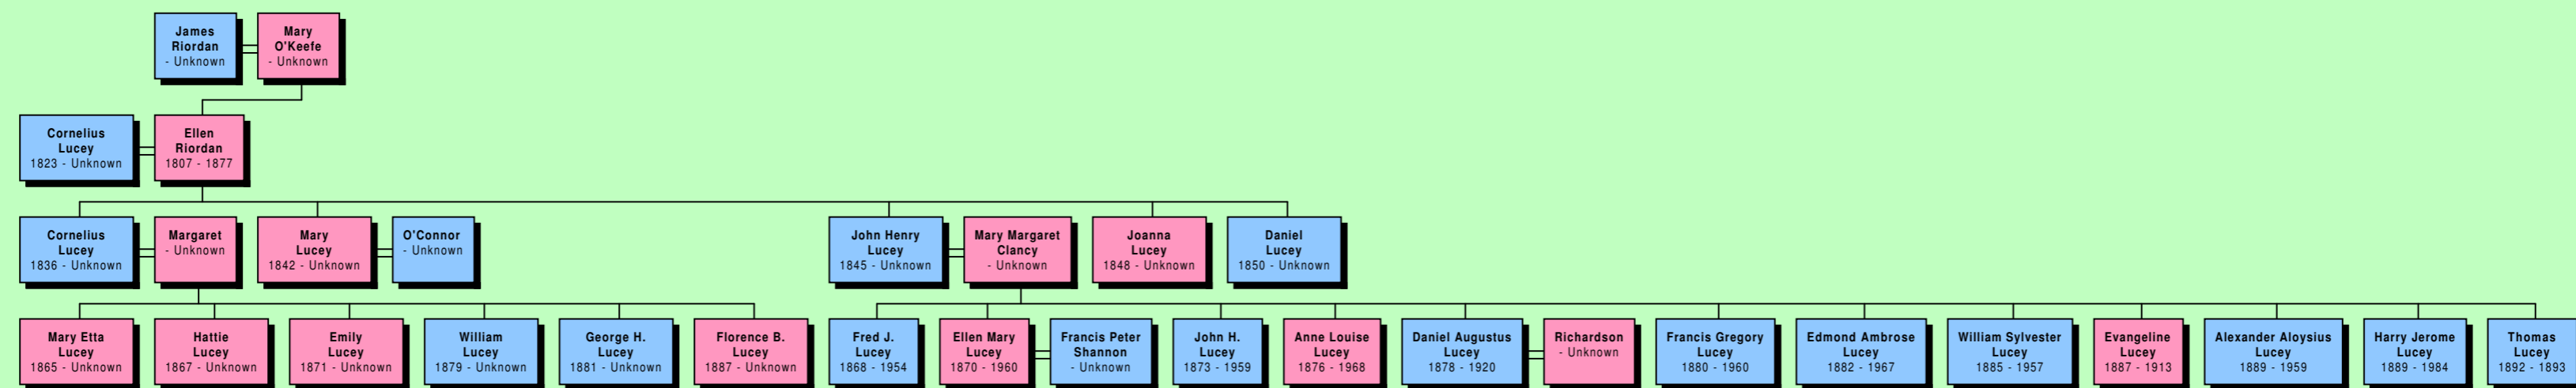 James
Riordan
- Unknown
Mary
O'Keefe
- Unknown
Cornelius
Lucey
1823 - Unknown
Ellen
Riordan
1807 - 1877
Cornelius
Lucey
1836 - Unknown
Margaret
- Unknown
Mary
Lucey
1842 - Unknown
O'Connor
- Unknown
John Henry
Lucey
1845 - Unknown
Mary Margaret
Clancy
- Unknown
Joanna
Lucey
1848 - Unknown
Daniel
Lucey
1850 - Unknown
Mary Etta
Lucey
1865 - Unknown
Hattie
Lucey
1867 - Unknown
Emily
Lucey
1871 - Unknown
William
Lucey
1879 - Unknown
George H.
Lucey
1881 - Unknown
Florence B.
Lucey
1887 - Unknown
Fred J.
Lucey
1868 - 1954
Ellen Mary
Lucey
1870 - 1960
Francis Peter
Shannon
- Unknown
John H.
Lucey
1873 - 1959
Anne Louise
Lucey
1876 - 1968
Daniel Augustus
Lucey
1878 - 1920
Richardson
- Unknown
Francis Gregory
Lucey
1880 - 1960
Edmond Ambrose
Lucey
1882 - 1967
William Sylvester
Lucey
1885 - 1957
Evangeline
Lucey
1887 - 1913
Alexander Aloysius
Lucey
1889 - 1959
Harry Jerome
Lucey
1889 - 1984
Thomas
Lucey
1892 - 1893